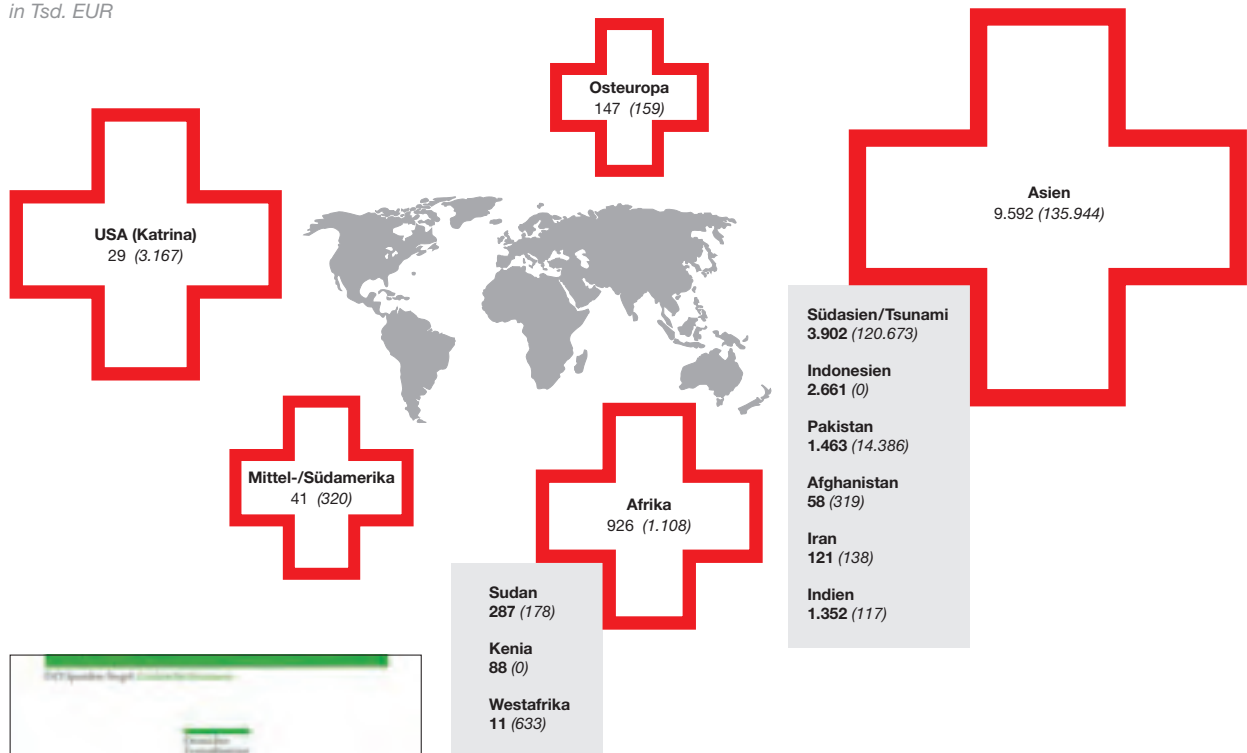 in Tsd. EUR
Osteuropa
147 (159)
Asien
9.592 (135.944)
USA (Katrina)
29 (3.167)
Südasien/Tsunami
3.902 (120.673)
Indonesien
2.661 (0)
Pakistan
1.463 (14.386)
Afghanistan
58 (319)
Iran
121 (138)
Indien
1.352 (117)
Mittel-/Südamerika
41 (320)
Afrika
926 (1.108)
Sudan
287 (178)
Kenia
88 (0)
Westafrika
11 (633)